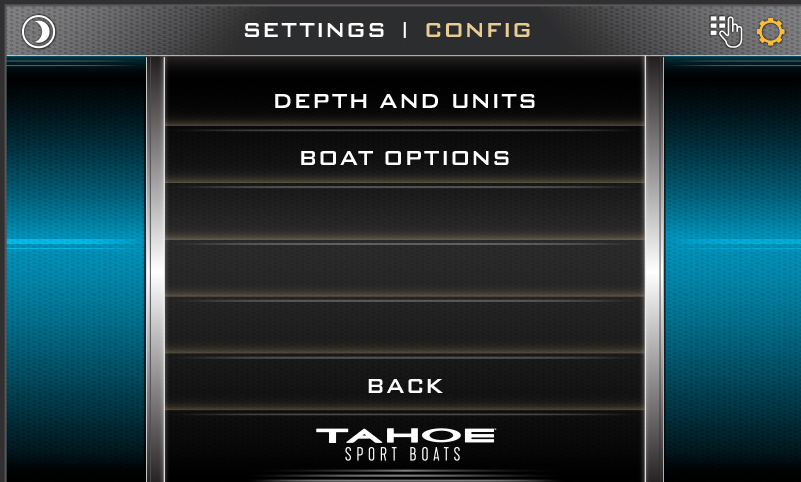 SETTINGS | CONFIG
DEPTH AND UNITS
BOAT OPTIONS
BACK
TAHOE
SPORT BOATS